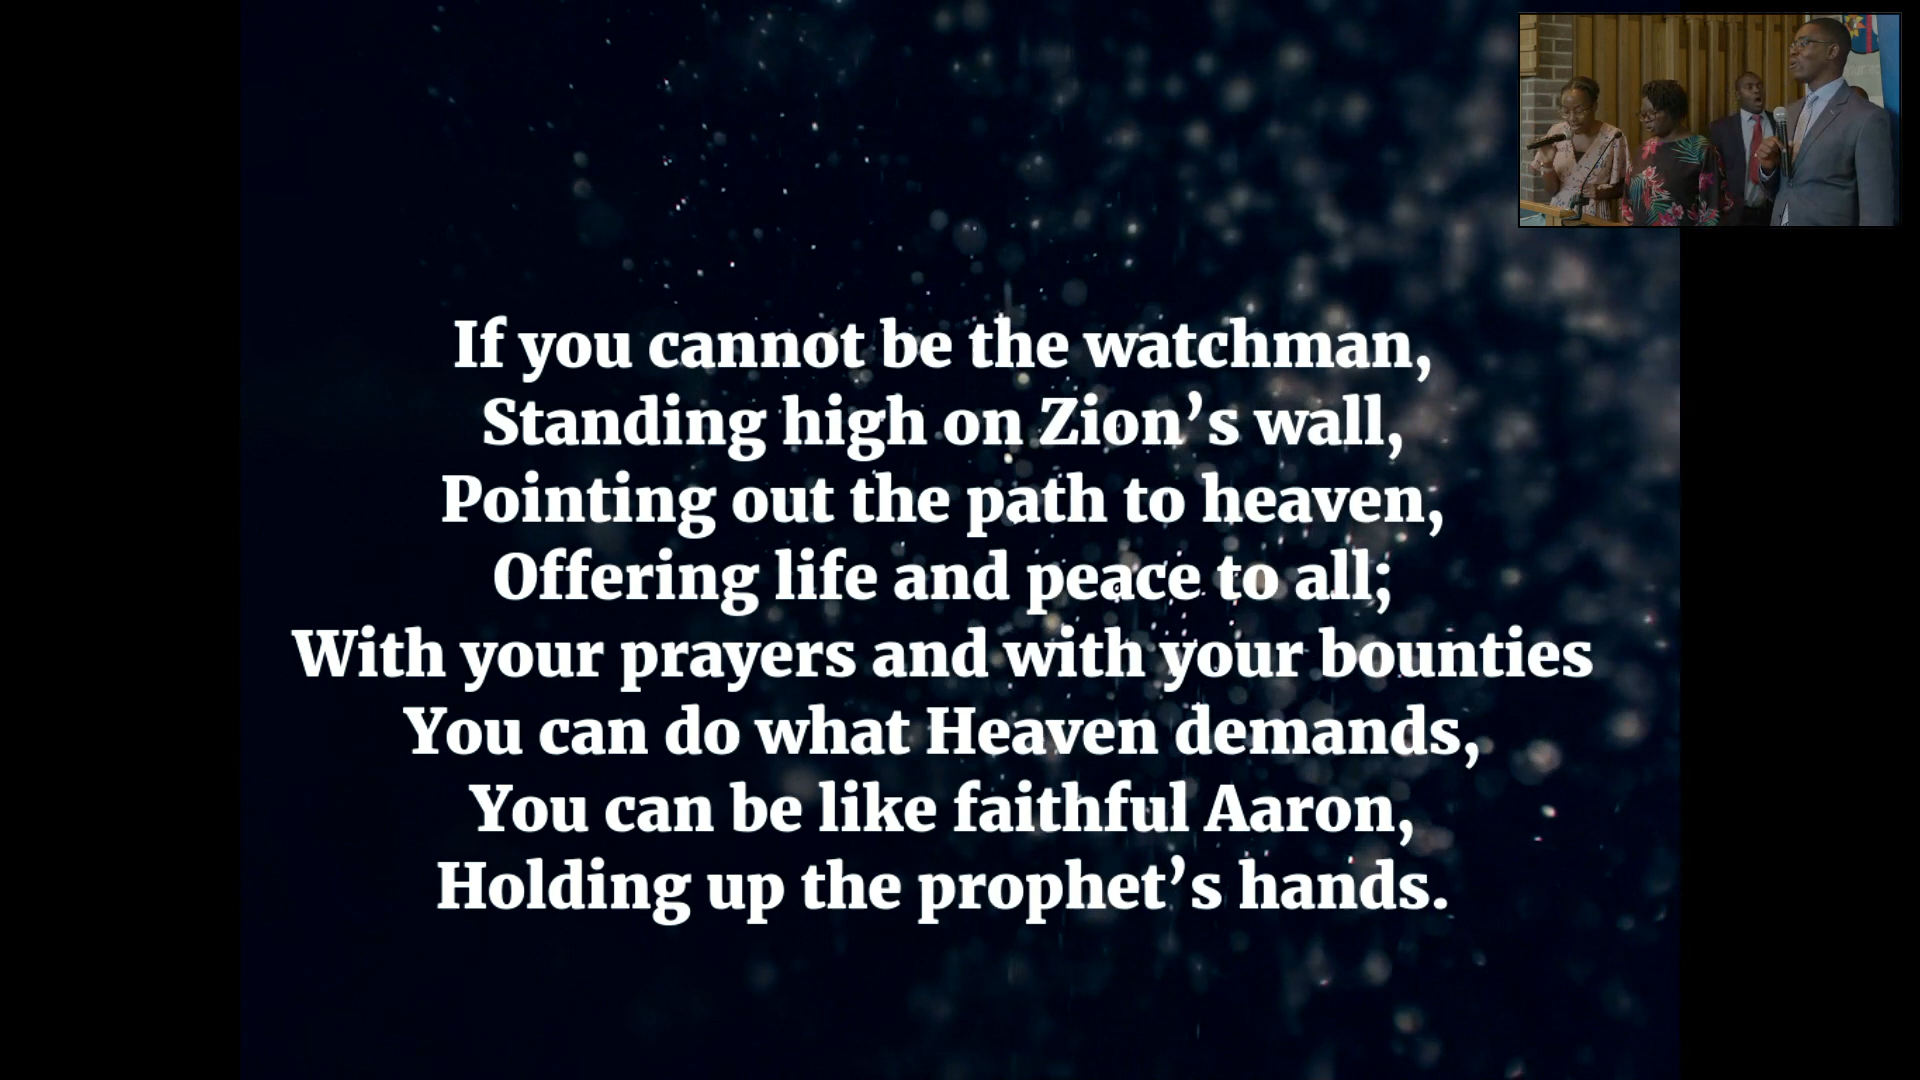 If you cannot be the watchman,
Standing high on Zion’s wall,
Pointing out the path to heaven,
Offering life and peace to all;
With your prayers and with your bounties
You can do what Heaven demands,
You can be like faithful Aaron,
Holding up the prophet’s hands.